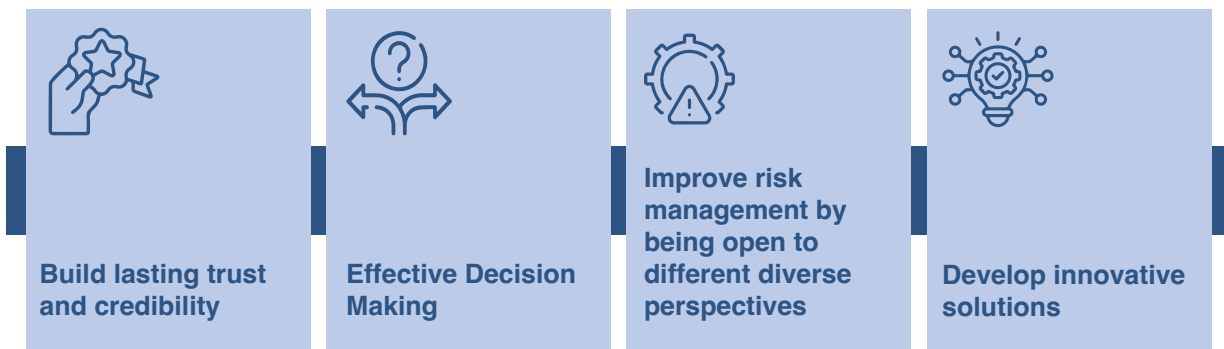 Build lasting trust
and credibility
Effective Decision
Making
Improve risk
management by
being open to
different diverse
perspectives
Develop innovative
solutions